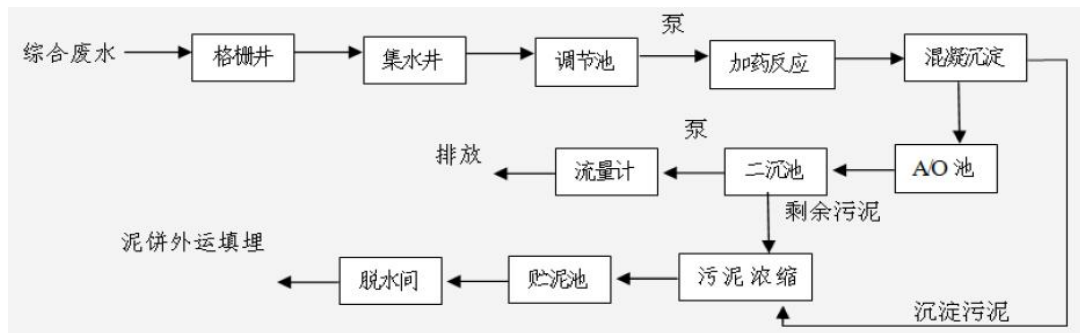 泵
综合废水
格栅井
集水井
调节池
加药反应
混凝沉淀
泵
排放
流量计
二沉池
A/O 池
剩余污泥
泥饼外运填埋
脱水间
贮泥池
污泥浓缩
沉淀污泥